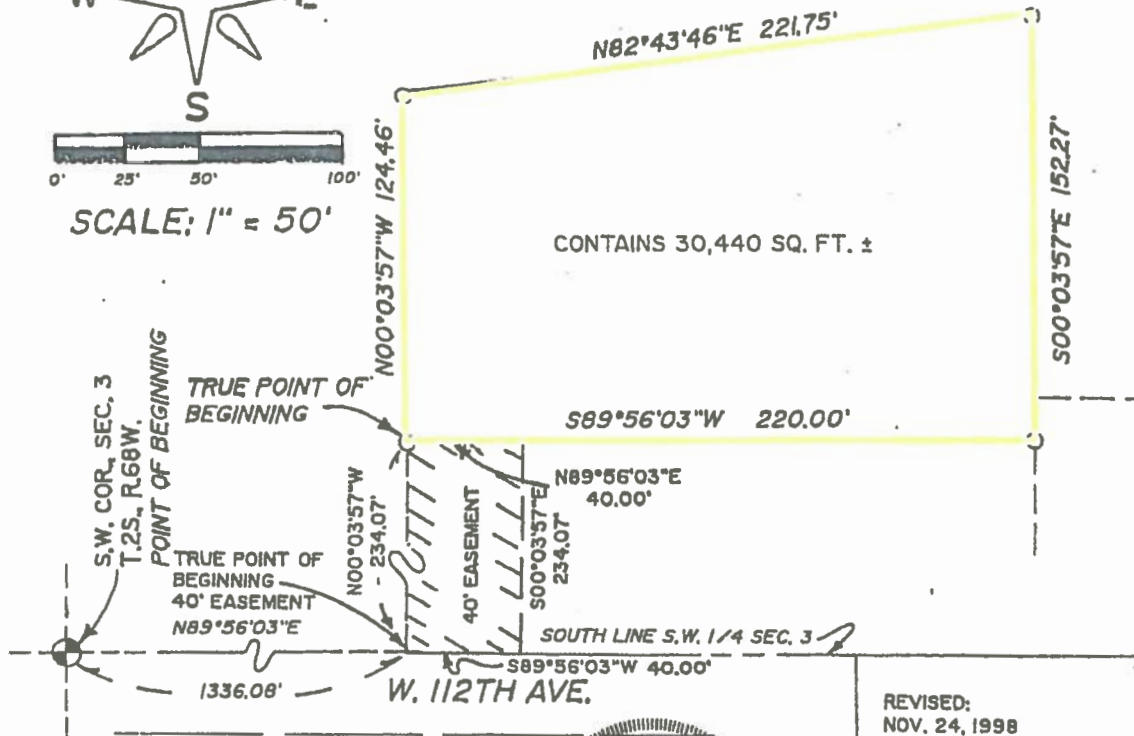 S
0' 25' 50' 100'
SCALE: 1" = 50'
N82°43'46"E 221.75'
N00°03'57"W 124.46'
S00°03'57"E 152.27'
CONTAINS 30,440 SQ. FT. ±
S89°56'03"W 220.00'
TRUE POINT OF
BEGINNING
S.W. COR., SEC. 3
T.2S., R.68W.
POINT OF BEGINNING
N89°56'03"E
40.00'
N00°03'57"W
234.07'
40' EASEMENT
S00°03'57"E
234.07'
TRUE POINT OF
BEGINNING
40' EASEMENT
N89°56'03"E
1336.08'
SOUTH LINE S.W. 1/4 SEC. 3
S89°56'03"W 40.00'
W. 112TH AVE.
REVISED:
NOV. 24, 1998